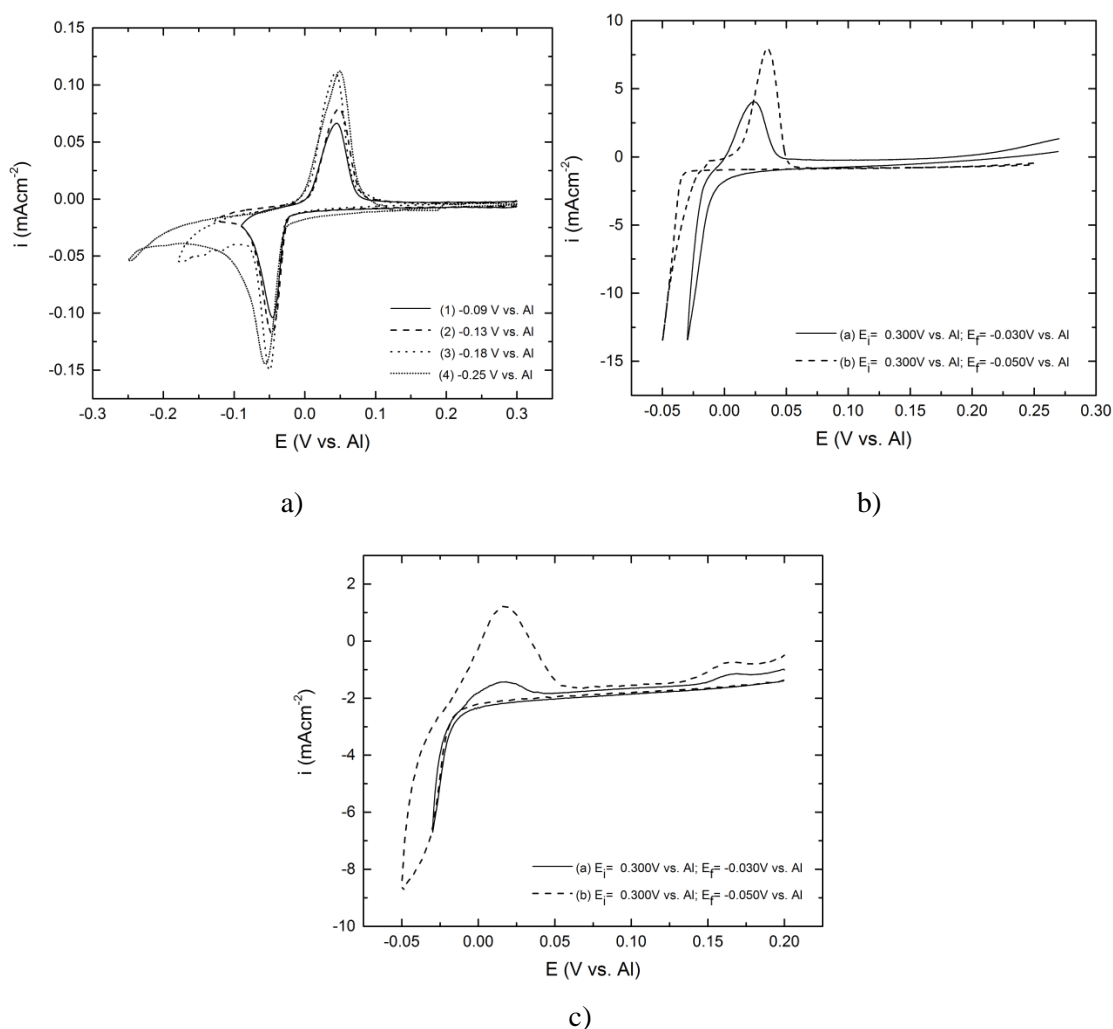 0.15
0.10
0.05
0.00
-0.05
-0.10
-0.15
i (mAcm-2)
-0.3 -0.2 -0.1 0.0 0.1 0.2 0.3
E (V vs. Al)
(1) -0.09 V vs. Al
(2) -0.13 V vs. Al
(3) -0.18 V vs. Al
(4) -0.25 V vs. Al
a)
10
5
0
-5
-10
-15
i (mAcm-2)
-0.05 0.00 0.05 0.10 0.15 0.20 0.25 0.30
E (V vs. Al)
(a) Ei= 0.300V vs. Al; Ef= -0.030V vs. Al
(b) Ei= 0.300V vs. Al; Ef= -0.050V vs. Al
b)
2
0
-2
-4
-6
-8
-10
i (mAcm-2)
-0.05 0.00 0.05 0.10 0.15 0.20
E (V vs. Al)
(a) Ei= 0.300V vs. Al; Ef= -0.030V vs. Al
(b) Ei= 0.300V vs. Al; Ef= -0.050V vs. Al
c)